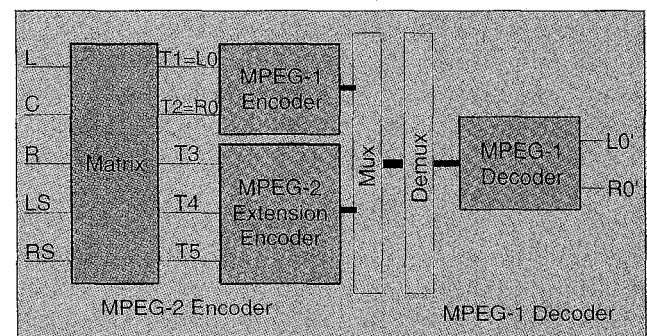 L
C
R
LS
RS
Matrix
T1=L0
T2=R0
T3
T4
T5
MPEG-1
Encoder
MPEG-2
Extension
Encoder
Mux
Demux
MPEG-1
Decoder
L0'
R0'
MPEG-2 Encoder
MPEG-1 Decoder